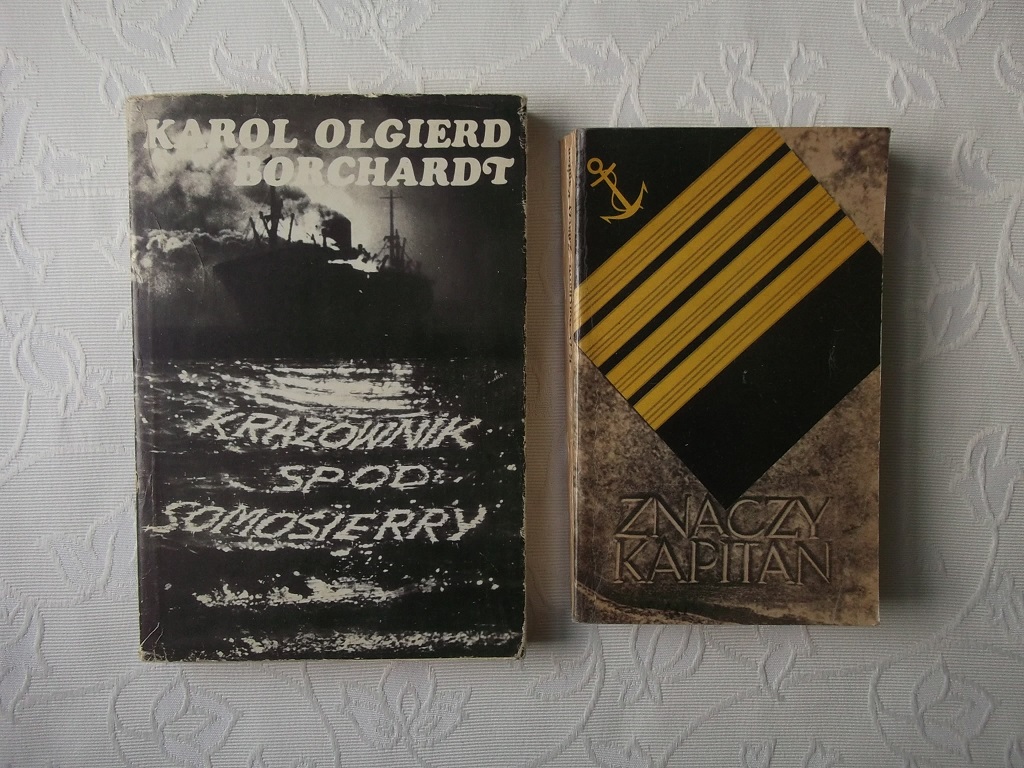 KAROL OLGIERD
BORCHARDT
KRĄŻOWNIK
SPOD
SOMOSIERRY
ZNACZY
KAPITAN